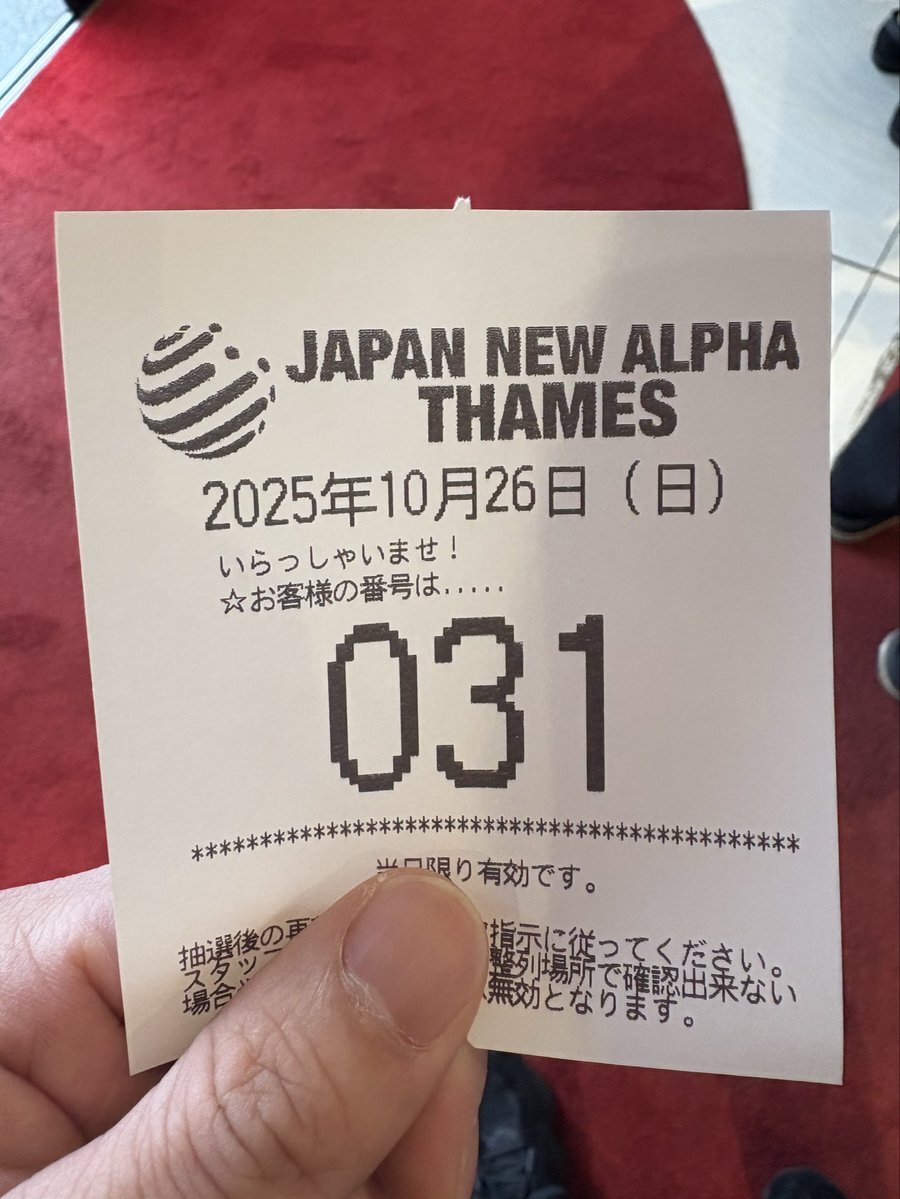 JAPAN NEW ALPHA
THAMES
2025年10月26日（日）
いらっしゃいませ！
☆お客様の番号は.....
031
********************************************
限り有効です。
抽選後の再 指示に従ってください。
スタッフ 整列場所で確認出来ない
場合 無効となります。